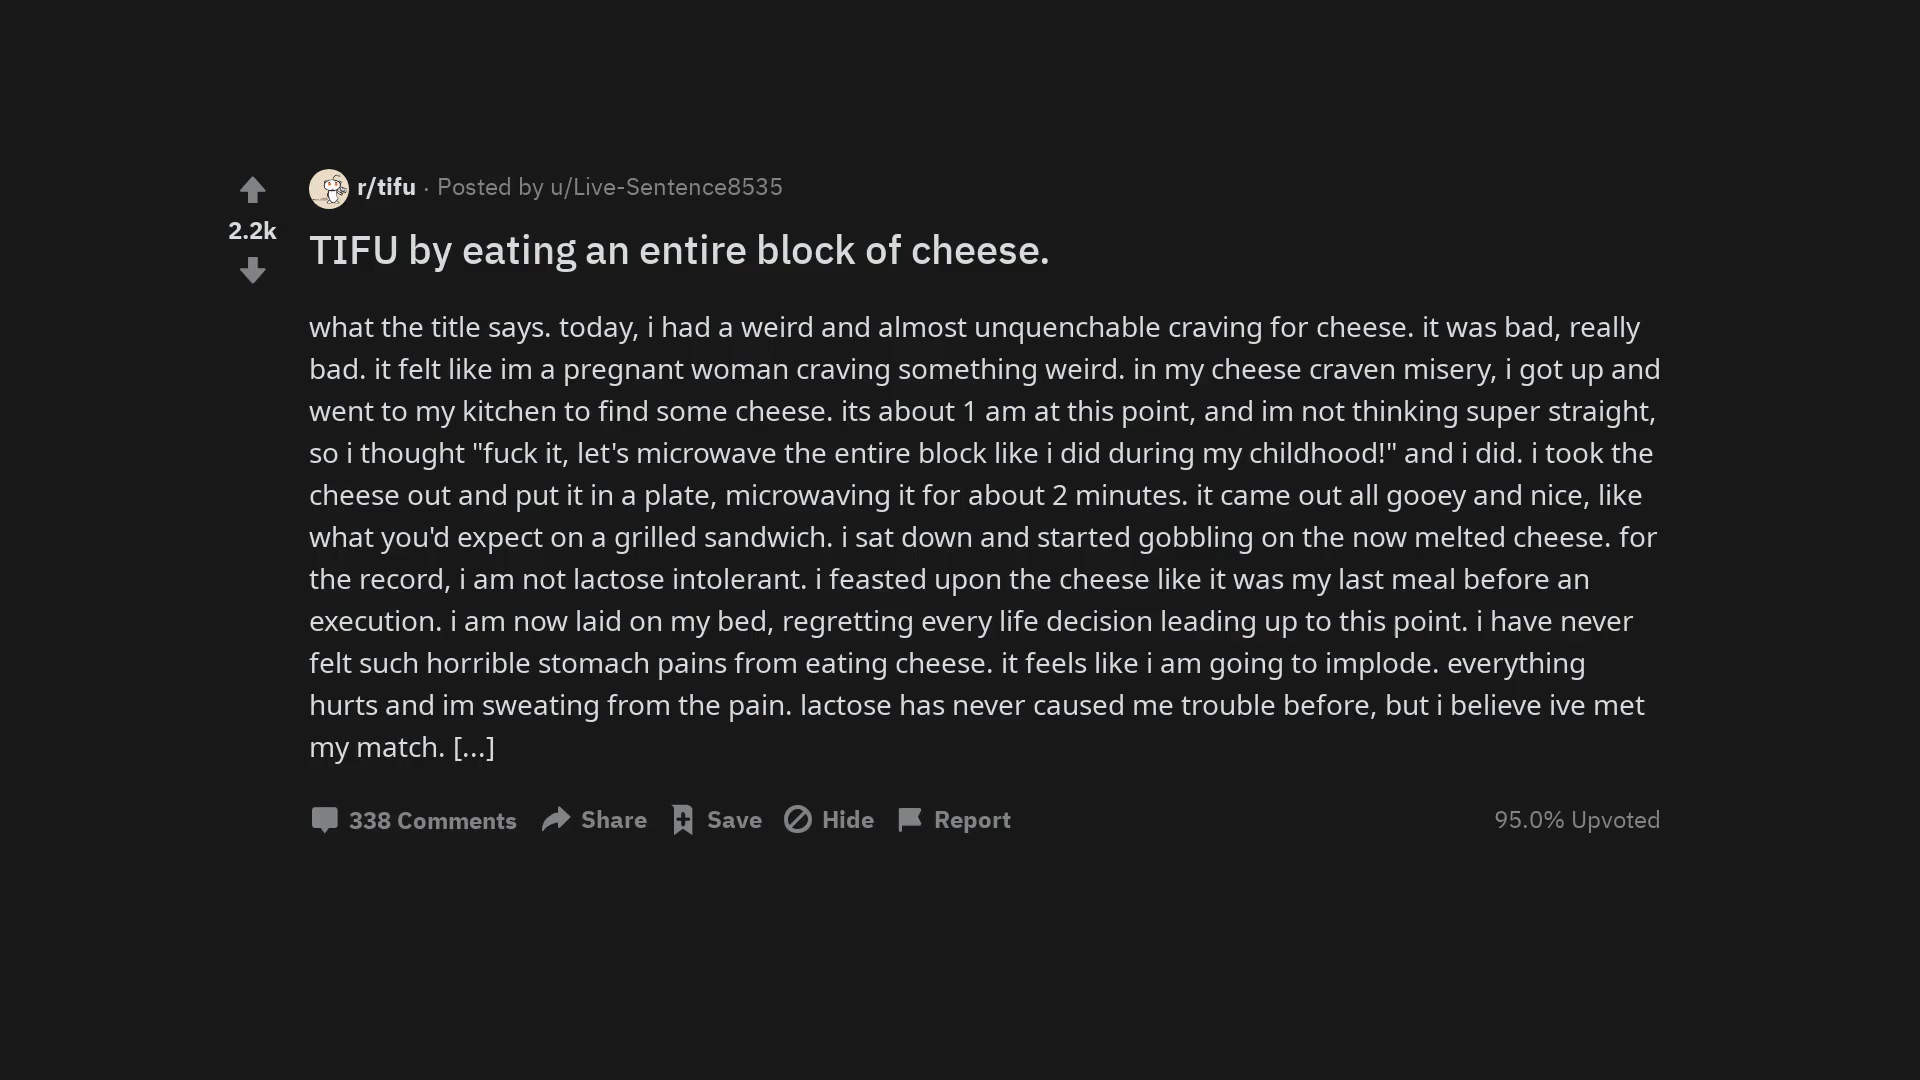 r/tifu · Posted by u/Live-Sentence8535
2.2k
TIFU by eating an entire block of cheese.
what the title says. today, i had a weird and almost unquenchable craving for cheese. it was bad, really
bad. it felt like im a pregnant woman craving something weird. in my cheese craven misery, i got up and
went to my kitchen to find some cheese. its about 1 am at this point, and im not thinking super straight,
so i thought "fuck it, let's microwave the entire block like i did during my childhood!" and i did. i took the
cheese out and put it in a plate, microwaving it for about 2 minutes. it came out all gooey and nice, like
what you'd expect on a grilled sandwich. i sat down and started gobbling on the now melted cheese. for
the record, i am not lactose intolerant. i feasted upon the cheese like it was my last meal before an
execution. i am now laid on my bed, regretting every life decision leading up to this point. i have never
felt such horrible stomach pains from eating cheese. it feels like i am going to implode. everything
hurts and im sweating from the pain. lactose has never caused me trouble before, but i believe ive met
my match. [...]
338 Comments Share Save Hide Report 95.0% Upvoted